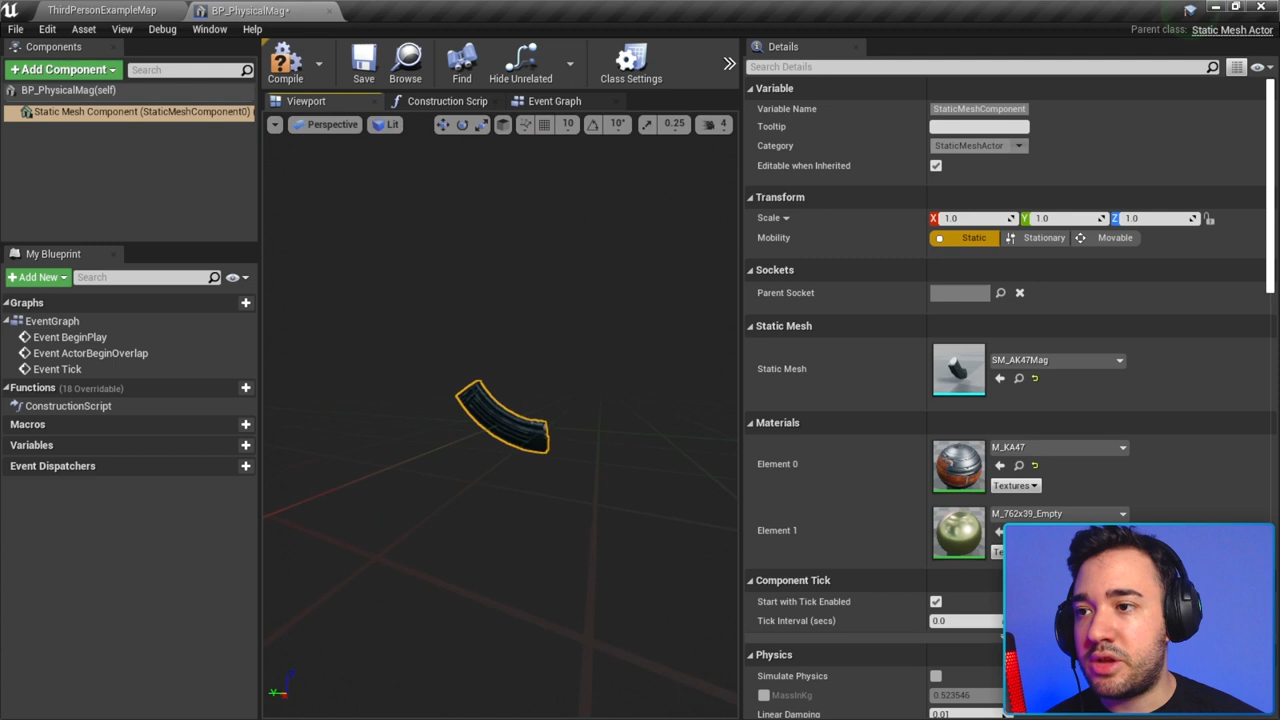 ThirdPersonExampleMap
BP_PhysicalMag*
File Edit Asset View Debug Window Help
Parent class: Static Mesh Actor
Components
Add Component
Search
BP_PhysicalMag(self)
Static Mesh Component (StaticMeshComponent0) (
My Blueprint
Add New
Search
Graphs
EventGraph
Event BeginPlay
Event ActorBeginOverlap
Event Tick
Functions (18 Overridable)
ConstructionScript
Macros
Variables
Event Dispatchers
Compile
Save
Browse
Find
Hide Unrelated
Class Settings
Viewport
Construction Scrip
Event Graph
Perspective
Lit
10
10°
0.25
4
Y
Details
Search Details
Variable
Variable Name StaticMeshComponent
Tooltip
Category StaticMeshActor
Editable when Inherited
Transform
Scale X 1.0 Y 1.0 Z 1.0
Mobility Static Stationary Movable
Sockets
Parent Socket
Static Mesh
Static Mesh SM_AK47Mag
Materials
Element 0 M_KA47
Textures
Element 1 M_762x39_Empty
Te
Component Tick
Start with Tick Enabled
Tick Interval (secs) 0.0
Physics
Simulate Physics
MassInKg 0.523546
Linear Damping 0.01